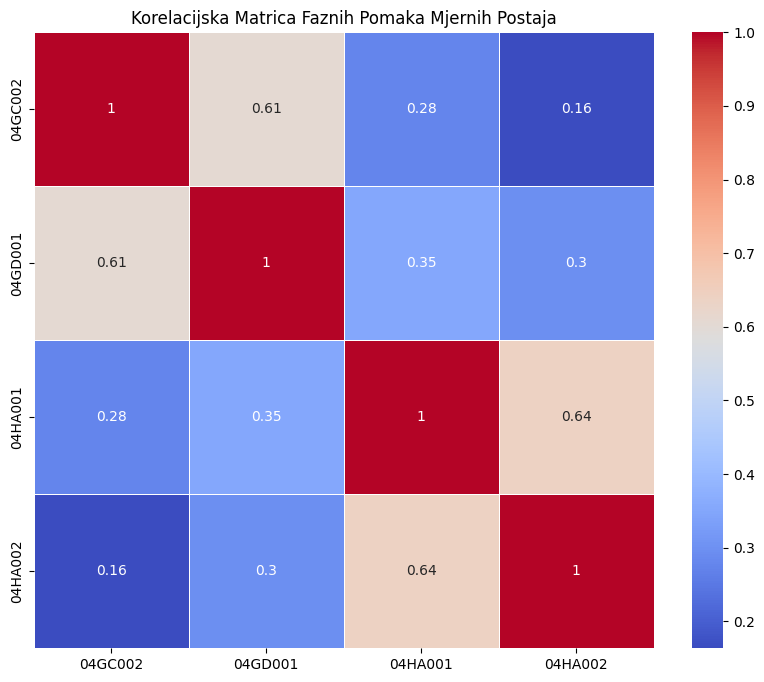 Korelacijska Matrica Faznih Pomaka Mjernih Postaja
04GC002
1
0.61
0.28
0.16
04GD001
0.61
1
0.35
0.3
04HA001
0.28
0.35
1
0.64
04HA002
0.16
0.3
0.64
1
04GC002
04GD001
04HA001
04HA002
1.0
0.9
0.8
0.7
0.6
0.5
0.4
0.3
0.2